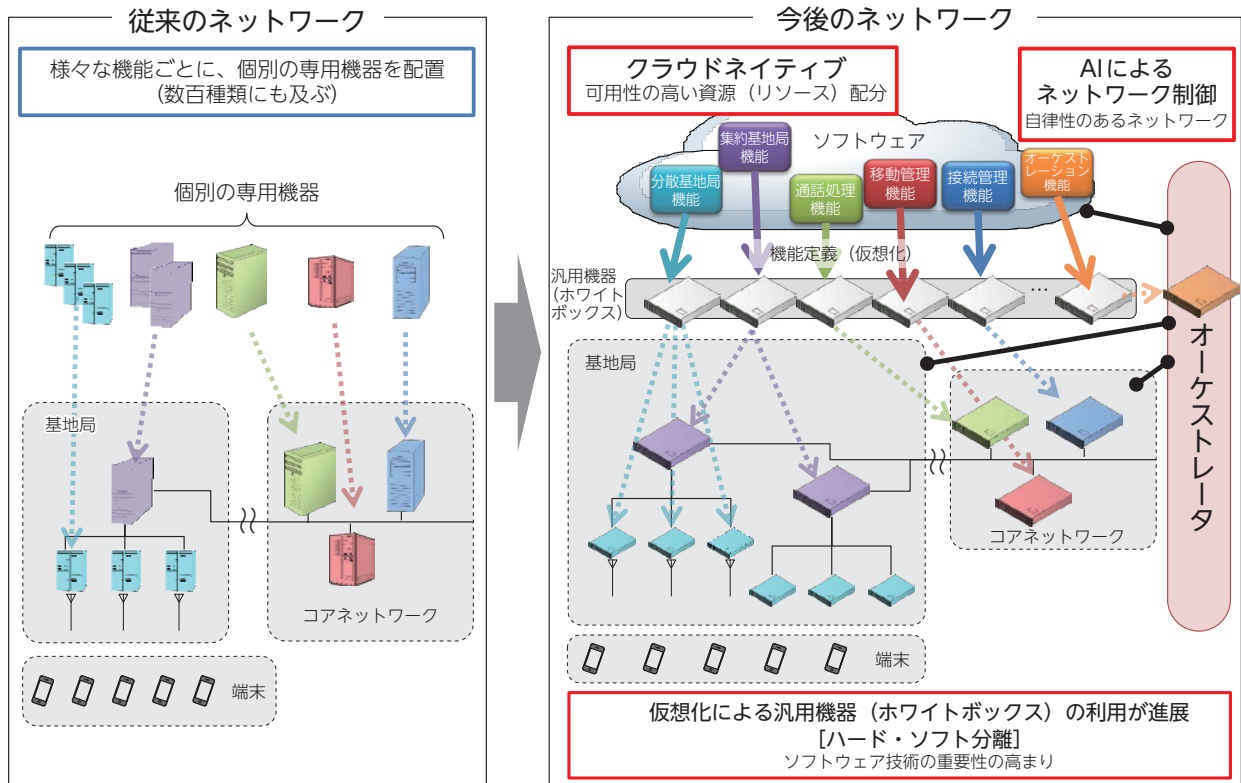 従来のネットワーク
様々な機能ごとに、個別の専用機器を配置
(数百種類にも及ぶ)
個別の専用機器
基地局
コアネットワーク
端末
今後のネットワーク
クラウドネイティブ
可用性の高い資源（リソース）配分
AIによる
ネットワーク制御
自律性のあるネットワーク
ソフトウェア
集約基地局
機能
分散基地局
機能
通話処理
機能
移動管理
機能
接続管理
機能
オーケスト
レーション
機能
機能定義（仮想化）
汎用機器
（ホワイト
ボックス）
…
基地局
コアネットワーク
端末
オーケストレータ
仮想化による汎用機器（ホワイトボックス）の利用が進展
［ハード・ソフト分離］
ソフトウェア技術の重要性の高まり